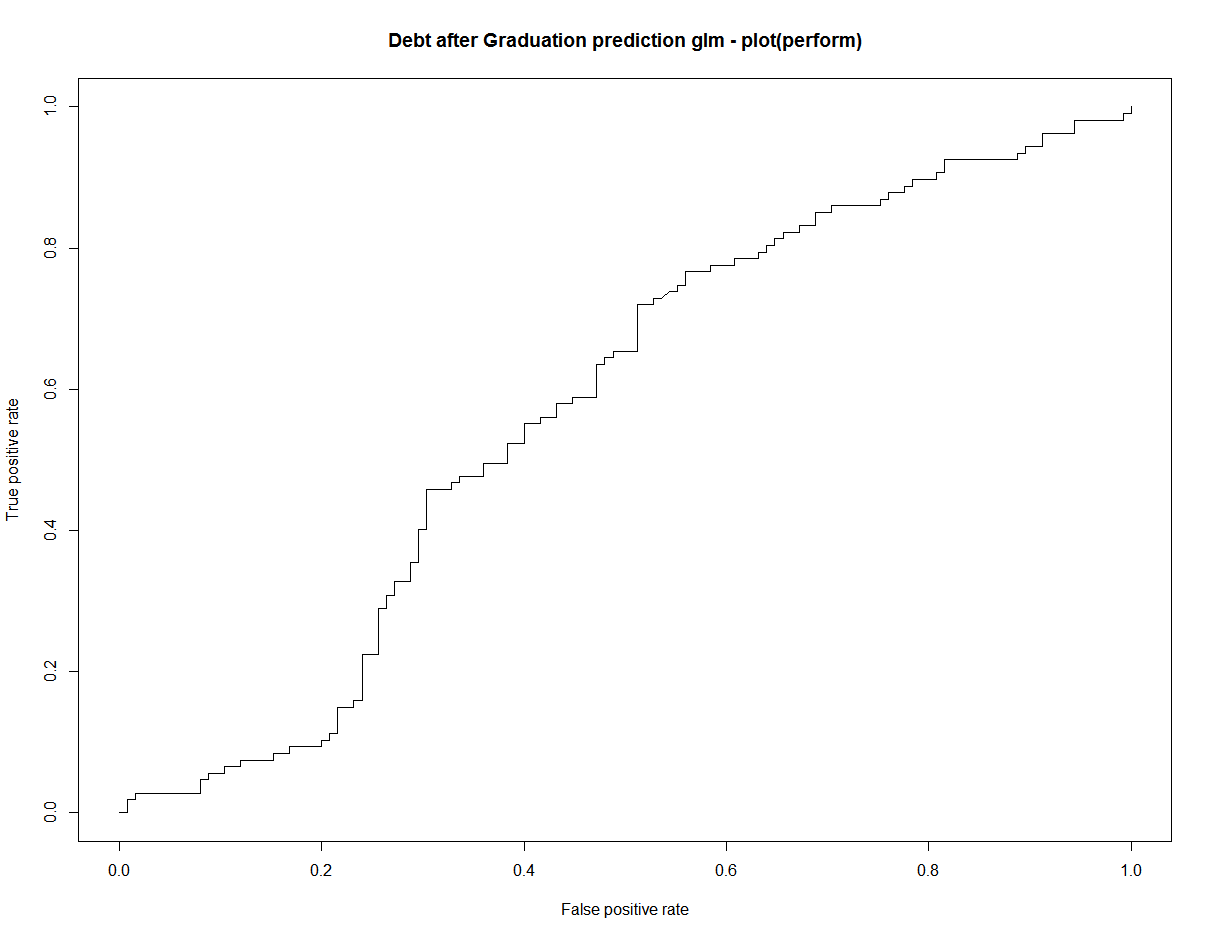 Debt after Graduation prediction glm - plot(perform)
1.0
0.8
0.6
0.4
0.2
0.0
True positive rate
0.0 0.2 0.4 0.6 0.8 1.0
False positive rate